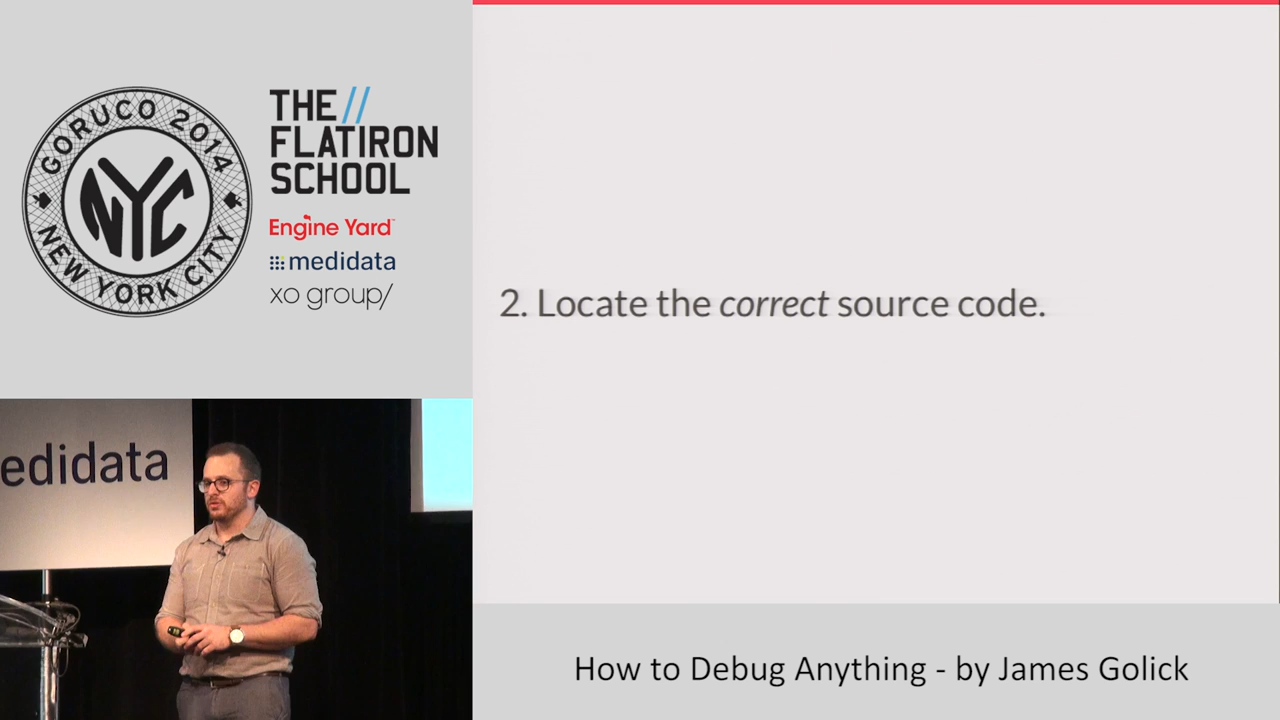 GORUCO 2014
NYC
NEW YORK CITY
THE //
FLATIRON
SCHOOL
Engine Yard
medidata
xo group/
2. Locate the correct source code.
edidata
How to Debug Anything - by James Golick